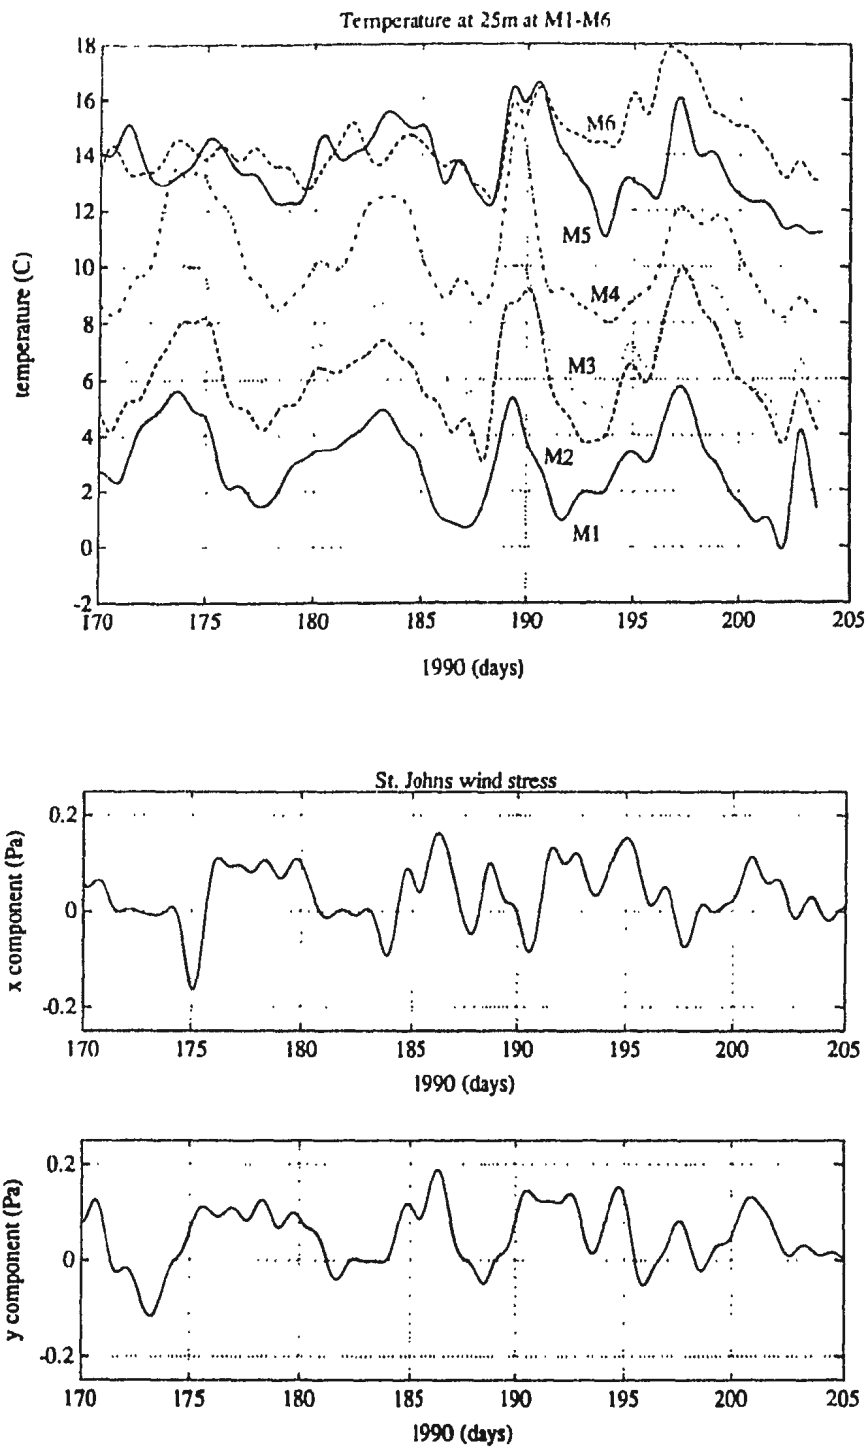 Temperature at 25m at M1-M6
18
16
14
12
10
8
6
4
2
0
-2
temperature (C)
M6
M5
M4
M3
M2
M1
170 175 180 185 190 195 200 205
1990 (days)
St. Johns wind stress
0.2
0
-0.2
x component (Pa)
170 175 180 185 190 195 200 205
1990 (days)
0.2
0
-0.2
y component (Pa)
170 175 180 185 190 195 200 205
1990 (days)